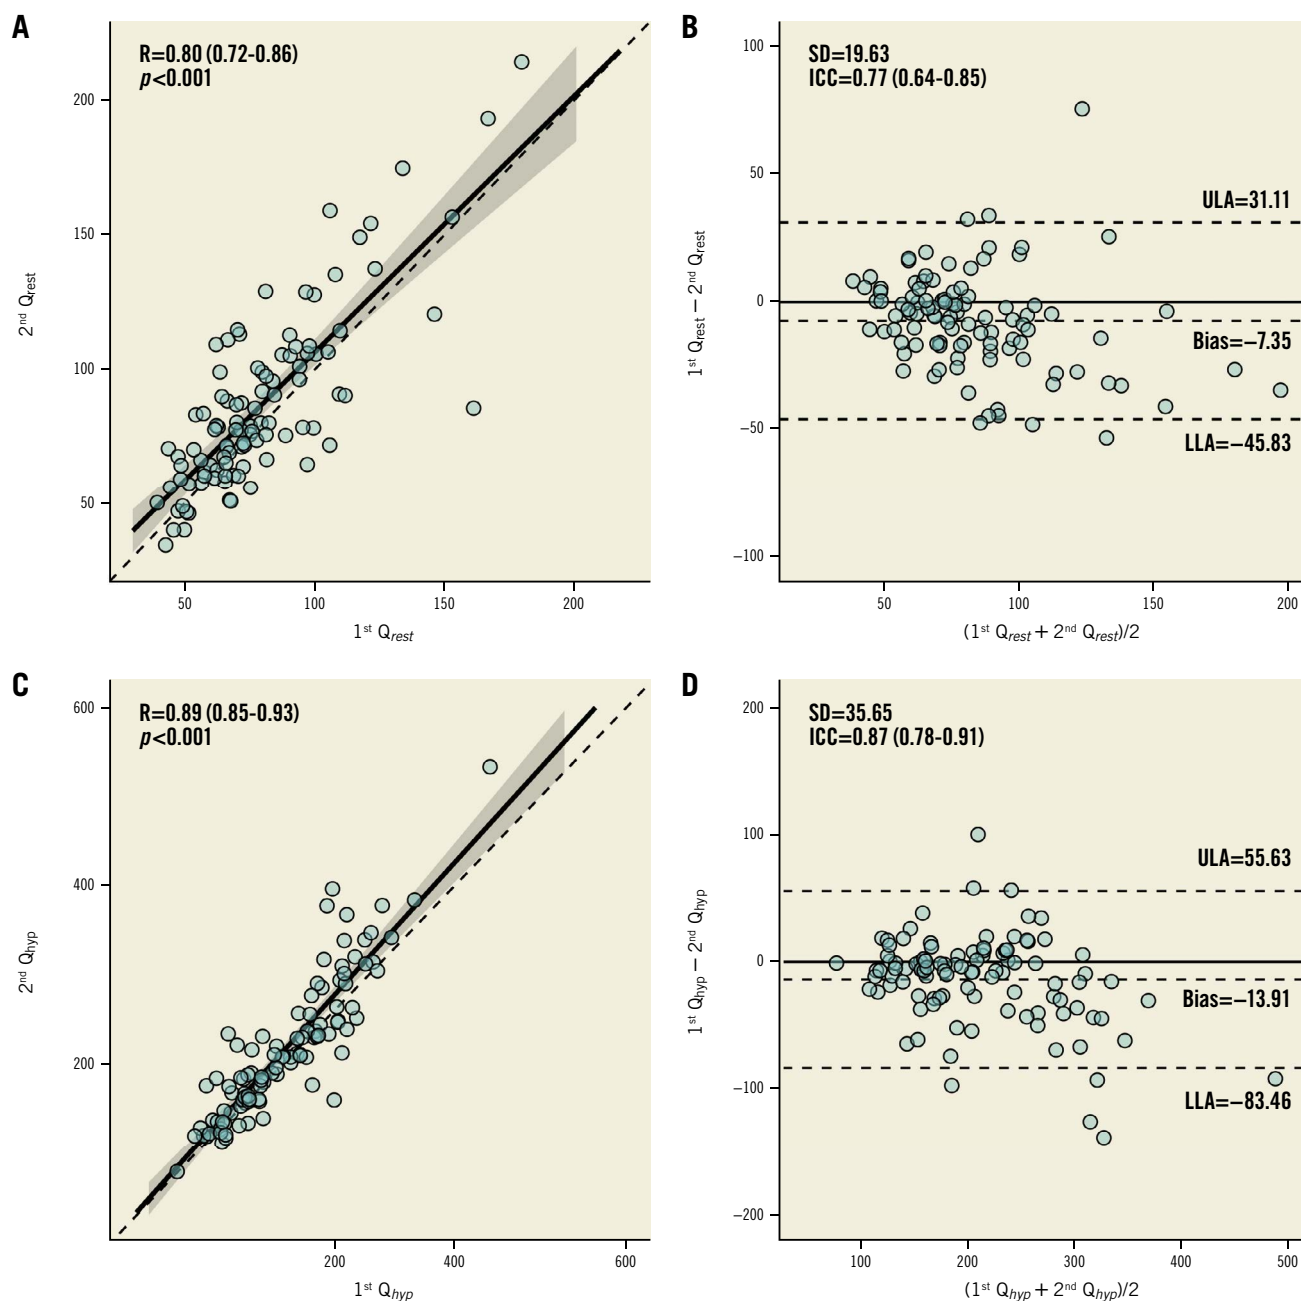 A
R=0.80 (0.72-0.86)
p<0.001
200
150
100
50
2nd Qrest
50 100 150 200
1st Qrest
B
SD=19.63
ICC=0.77 (0.64-0.85)
100
50
0
−50
−100
1st Qrest − 2nd Qrest
ULA=31.11
Bias=−7.35
LLA=−45.83
50 100 150 200
(1st Qrest + 2nd Qrest)/2
C
R=0.89 (0.85-0.93)
p<0.001
600
400
200
2nd Qhyp
200 400 600
1st Qhyp
D
SD=35.65
ICC=0.87 (0.78-0.91)
200
100
0
−100
−200
1st Qhyp − 2nd Qhyp
ULA=55.63
Bias=−13.91
LLA=−83.46
100 200 300 400 500
(1st Qhyp + 2nd Qhyp)/2